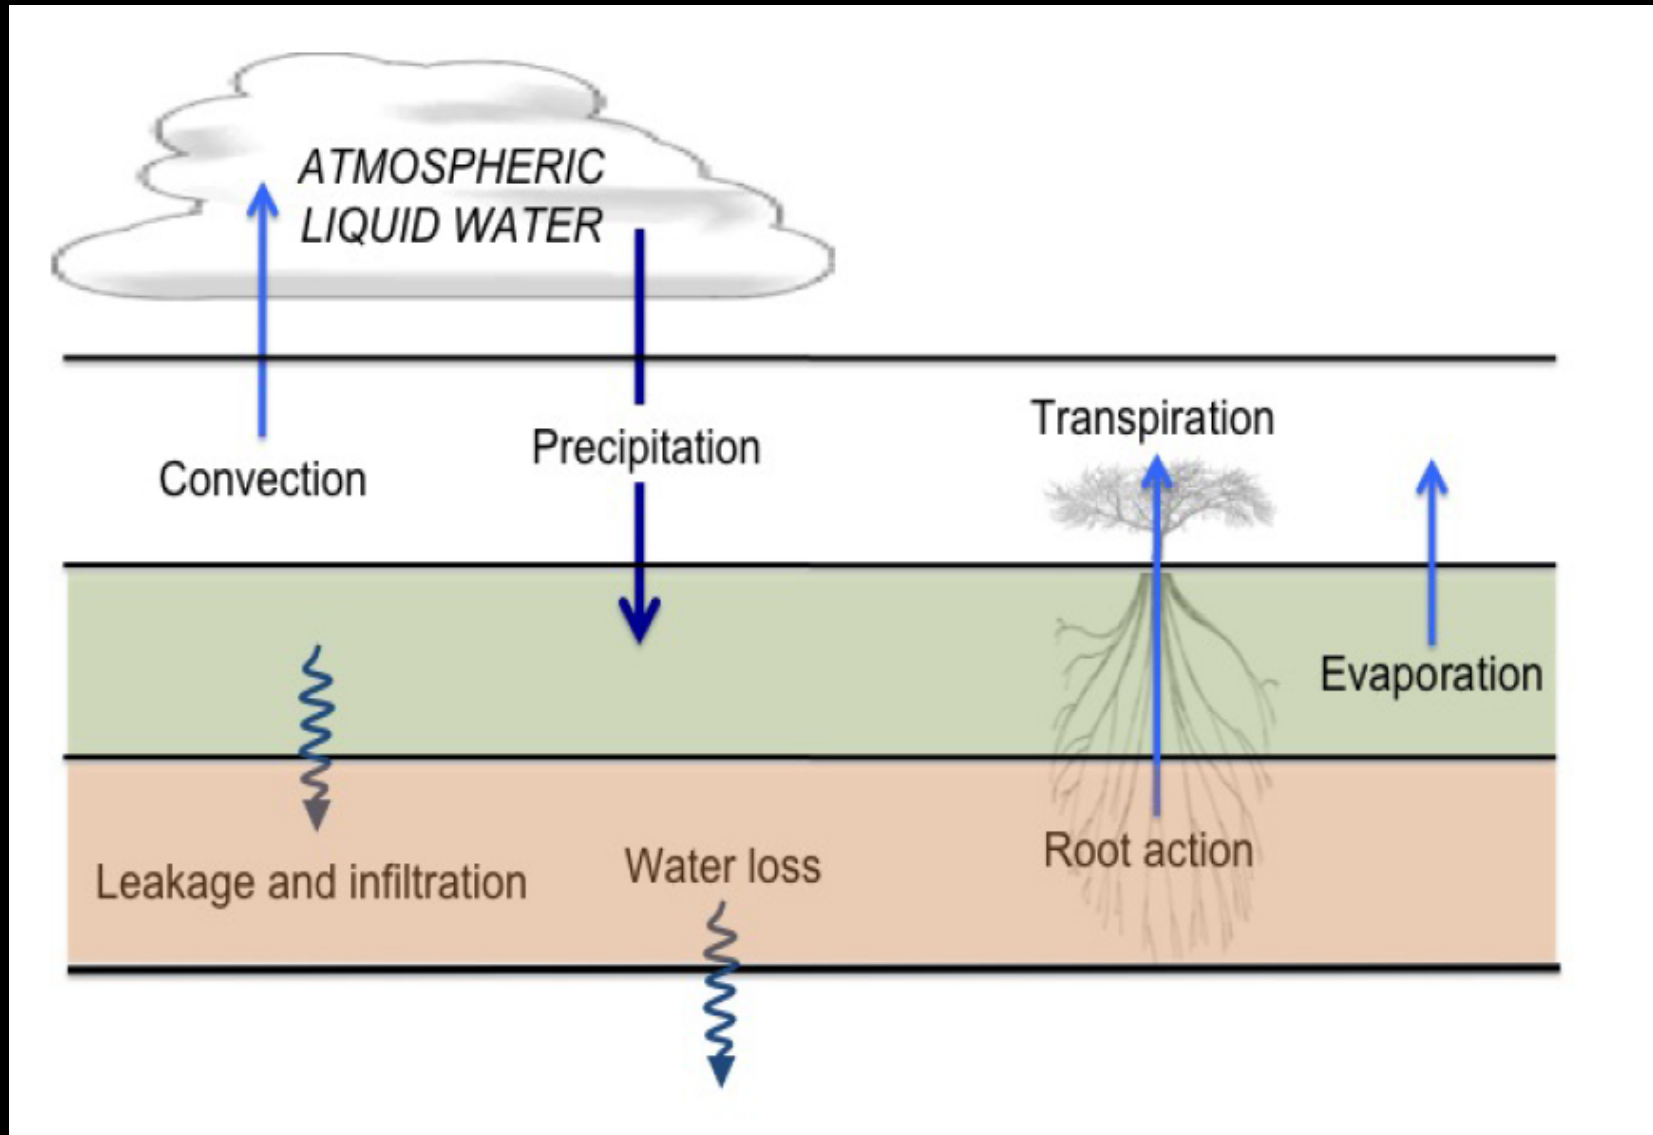 ATMOSPHERIC
LIQUID WATER
Convection
Precipitation
Transpiration
Evaporation
Leakage and infiltration
Water loss
Root action